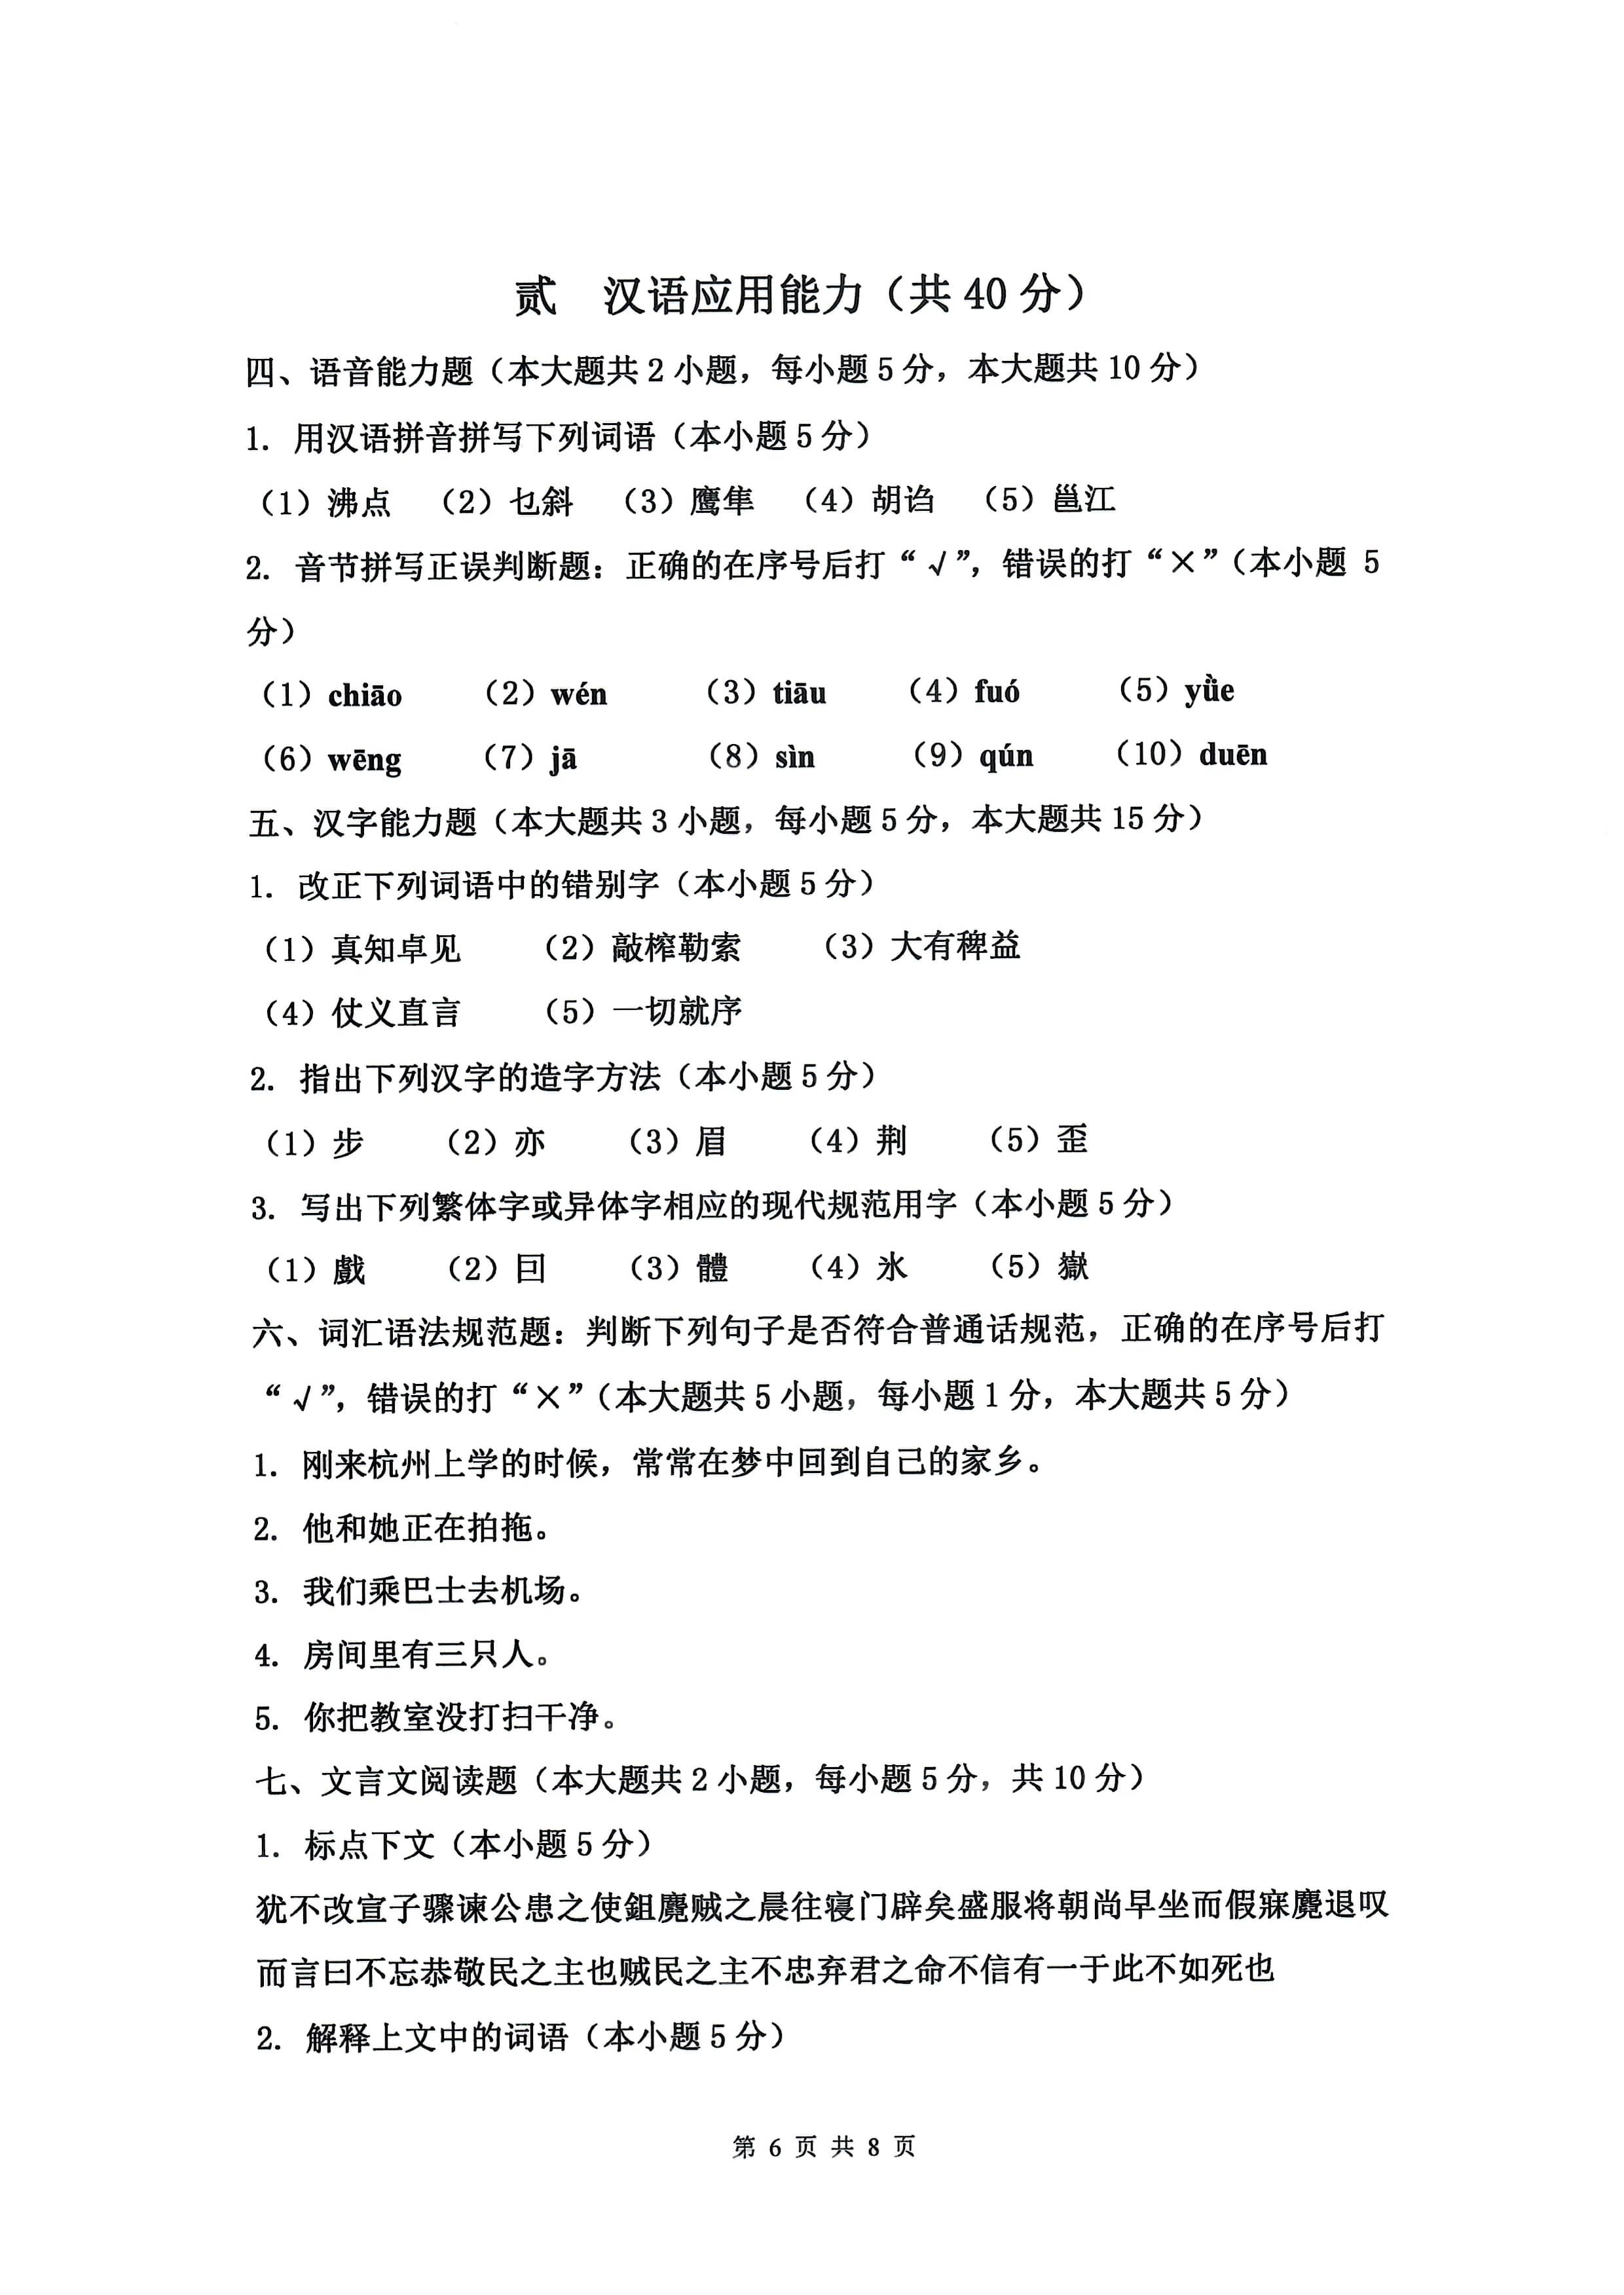 贰 汉语应用能力（共 40 分）
四、语音能力题（本大题共 2 小题，每小题 5 分，本大题共 10 分）
1. 用汉语拼音拼写下列词语（本小题 5 分）
（1）沸点 （2）乜斜 （3）鹰隼 （4）胡诌 （5）邕江
2. 音节拼写正误判断题：正确的在序号后打“√”，错误的打“×”（本小题 5
分）
（1）chiāo （2）wén （3）tiāu （4）fuó （5）yǜe
（6）wēng （7）jā （8）sìn （9）qún （10）duēn
五、汉字能力题（本大题共 3 小题，每小题 5 分，本大题共 15 分）
1. 改正下列词语中的错别字（本小题 5 分）
（1）真知卓见 （2）敲榨勒索 （3）大有稗益
（4）仗义直言 （5）一切就序
2. 指出下列汉字的造字方法（本小题 5 分）
（1）步 （2）亦 （3）眉 （4）荆 （5）歪
3. 写出下列繁体字或异体字相应的现代规范用字（本小题 5 分）
（1）戲 （2）囙 （3）體 （4）氷 （5）嶽
六、词汇语法规范题：判断下列句子是否符合普通话规范，正确的在序号后打
“√”，错误的打“×”（本大题共 5 小题，每小题 1 分，本大题共 5 分）
1. 刚来杭州上学的时候，常常在梦中回到自己的家乡。
2. 他和她正在拍拖。
3. 我们乘巴士去机场。
4. 房间里有三只人。
5. 你把教室没打扫干净。
七、文言文阅读题（本大题共 2 小题，每小题 5 分，共 10 分）
1. 标点下文（本小题 5 分）
犹不改宣子骤谏公患之使鉏麑贼之晨往寝门辟矣盛服将朝尚早坐而假寐麑退叹
而言曰不忘恭敬民之主也贼民之主不忠弃君之命不信有一于此不如死也
2. 解释上文中的词语（本小题 5 分）
第 6 页 共 8 页